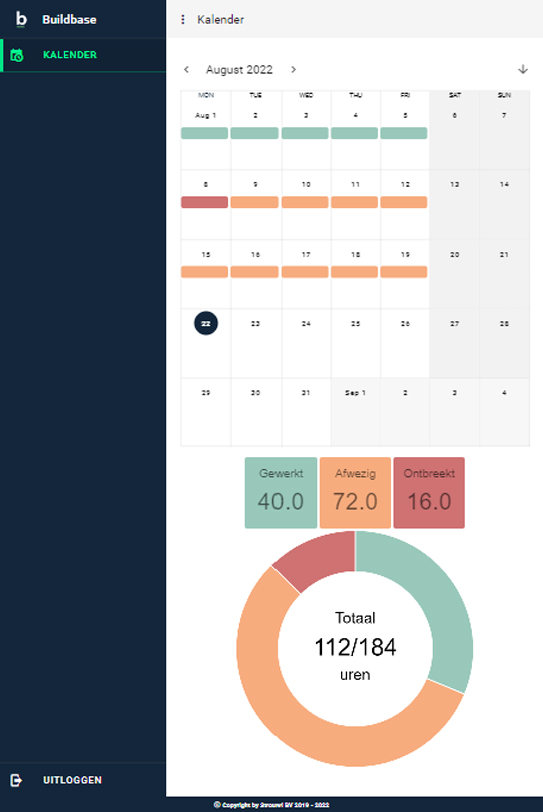 b Buildbase
Kalender
KALENDER
August 2022
MON TUE WED THU FRI SAT SUN
Aug 1 2 3 4 5 6 7
8 9 10 11 12 13 14
15 16 17 18 19 20 21
22 23 24 25 26 27 28
29 30 31 Sep 1 2 3 4
Gewerkt Afwezig Ontbreekt
40.0 72.0 16.0
Totaal
112/184
uren
UITLOGGEN
© Copyright by Strouwi BV 2019 - 2022